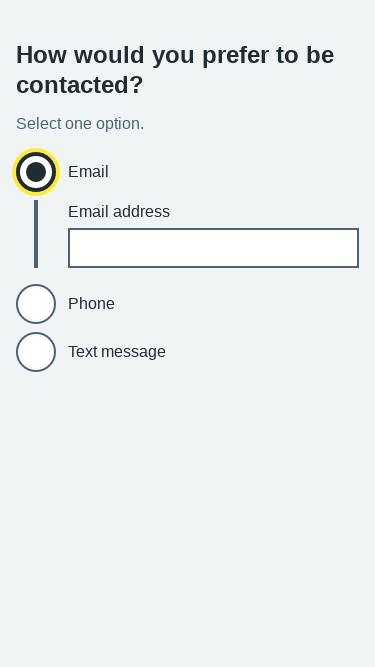 How would you prefer to be
contacted?
Select one option.
Email
Email address
Phone
Text message